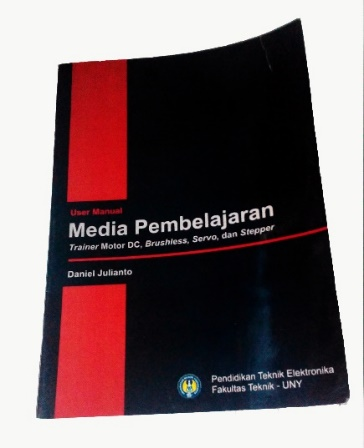 User Manual
Media Pembelajaran
Trainer Motor DC, Brushless, Servo, dan Stepper
Daniel Julianto
Pendidikan Teknik Elektronika
Fakultas Teknik - UNY